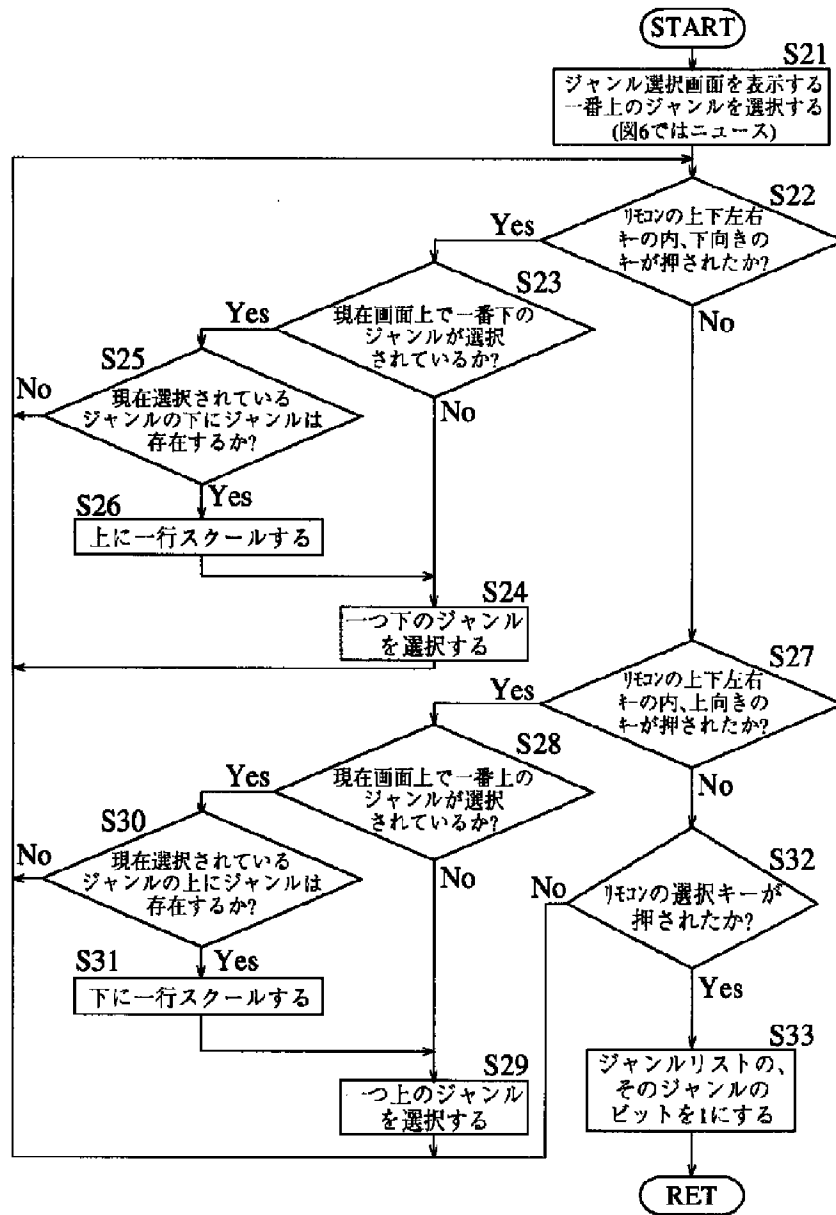 START
S21
ジャンル選択画面を表示する
一番上のジャンルを選択する
(図6ではニュース)
S22
リモコンの上下左右
キーの内、下向きの
キーが押されたか?
Yes
No
S23
現在画面上で一番下の
ジャンルが選択
されているか?
Yes
No
S25
現在選択されている
ジャンルの下にジャンルは
存在するか?
No
Yes
S26
上に一行スクールする
S24
一つ下のジャンル
を選択する
S27
リモコンの上下左右
キーの内、上向きの
キーが押されたか?
Yes
No
S28
現在画面上で一番上の
ジャンルが選択
されているか?
Yes
No
S30
現在選択されている
ジャンルの上にジャンルは
存在するか?
No
Yes
S31
下に一行スクールする
S29
一つ上のジャンル
を選択する
S32
リモコンの選択キーが
押されたか?
No
Yes
S33
ジャンルリストの、
そのジャンルの
ビットを1にする
RET